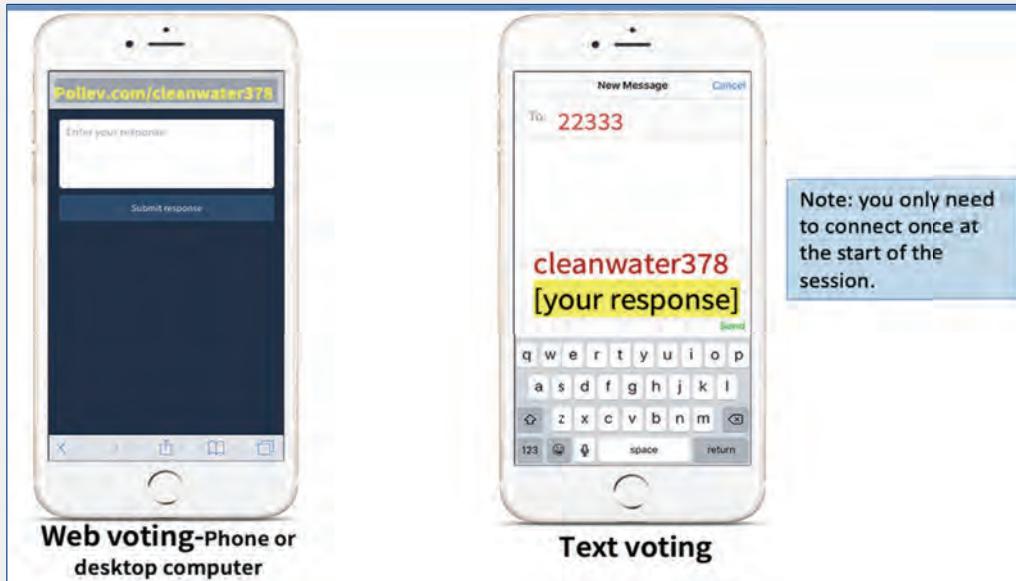 Pollev.com/cleanwater378
Enter your response
Submit response
Web voting-Phone or
desktop computer
New Message Cancel
To: 22333
cleanwater378
[your response]
Send
q w e r t y u i o p
a s d f g h j k l
z x c v b n m
123 space return
Text voting
Note: you only need
to connect once at
the start of the
session.